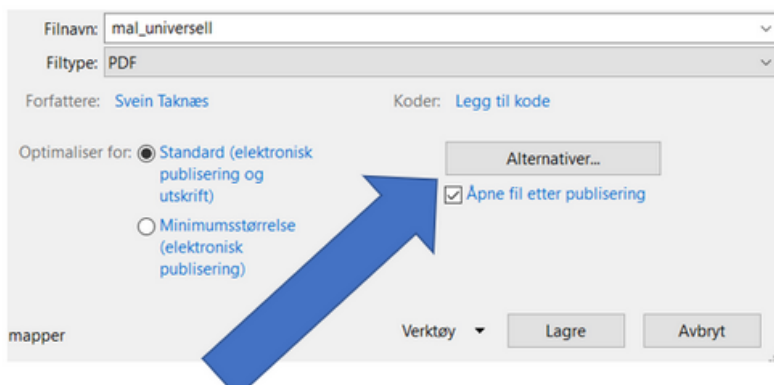 Filnavn: mal_universell
Filtype: PDF
Forfattere: Svein Taknæs Koder: Legg til kode
Optimaliser for: Standard (elektronisk
publisering og
utskrift)
Minimumsstørrelse
(elektronisk
publisering)
Alternativer...
Åpne fil etter publisering
mapper Verktøy Lagre Avbryt